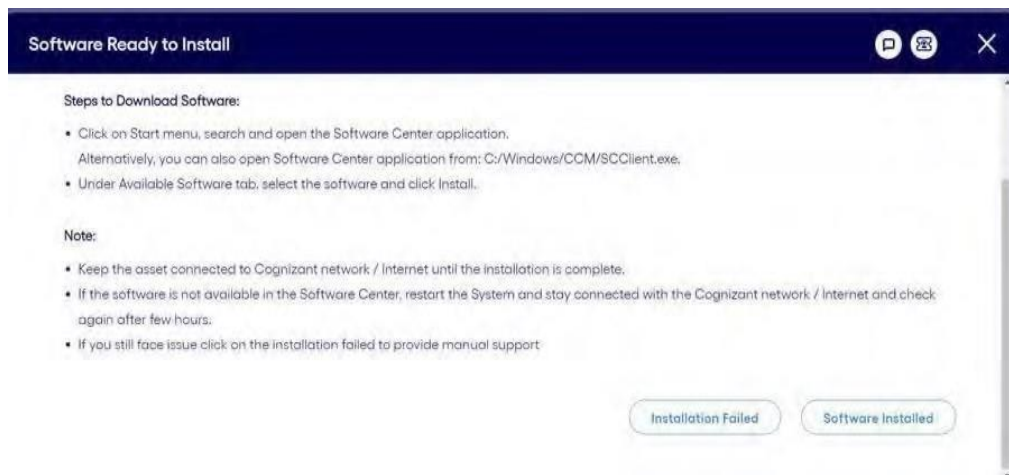 Software Ready to Install
Steps to Download Software:
• Click on Start menu, search and open the Software Center application.
Alternatively, you can also open Software Center application from: C:/Windows/CCM/SCClient.exe.
• Under Available Software tab, select the software and click Install.
Note:
• Keep the asset connected to Cognizant network / Internet until the installation is complete.
• If the software is not available in the Software Center, restart the System and stay connected with the Cognizant network / Internet and check
again after few hours.
• If you still face issue click on the installation failed to provide manual support
Installation Failed
Software Installed